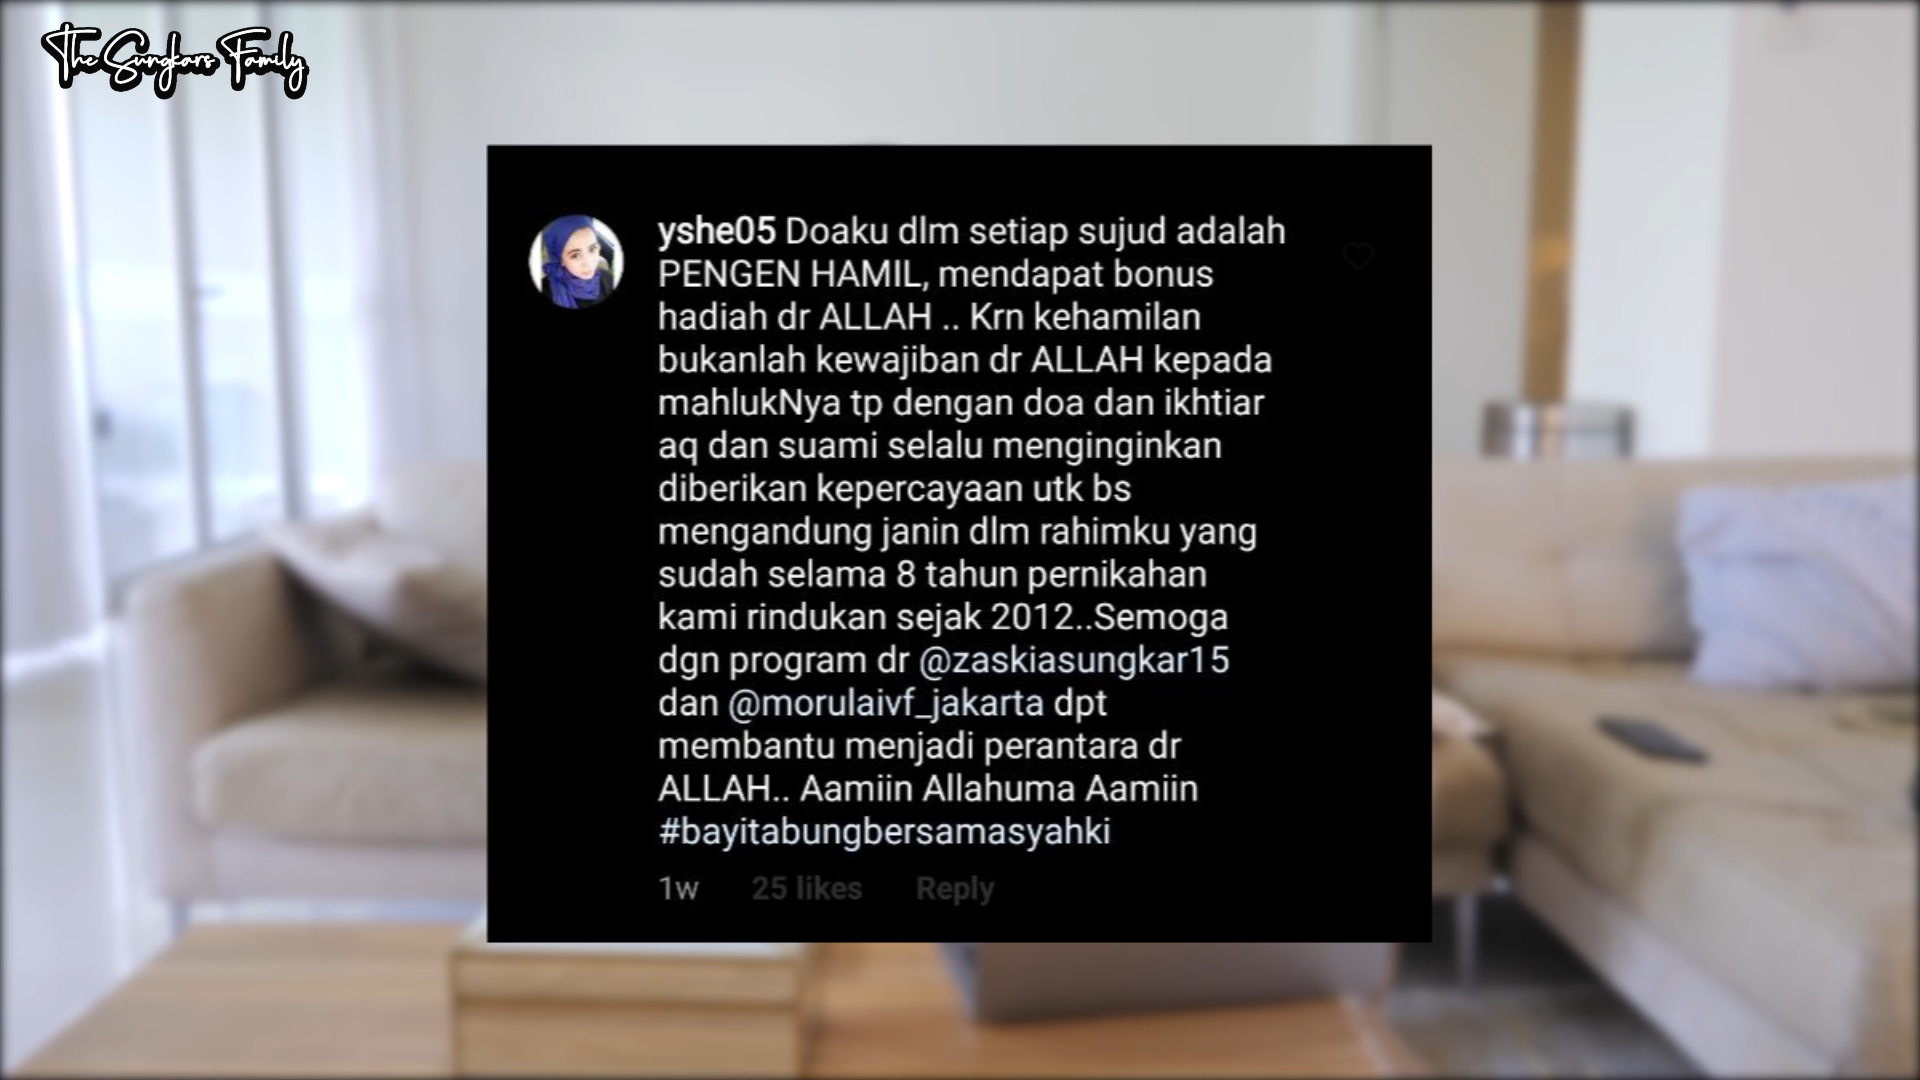 The Sungkars Family
yshe05 Doaku dlm setiap sujud adalah
PENGEN HAMIL, mendapat bonus
hadiah dr ALLAH .. Krn kehamilan
bukanlah kewajiban dr ALLAH kepada
mahlukNya tp dengan doa dan ikhtiar
aq dan suami selalu menginginkan
diberikan kepercayaan utk bs
mengandung janin dlm rahimku yang
sudah selama 8 tahun pernikahan
kami rindukan sejak 2012..Semoga
dgn program dr @zaskiasungkar15
dan @morulaivf_jakarta dpt
membantu menjadi perantara dr
ALLAH.. Aamiin Allahuma Aamiin
#bayitabungbersamasyahki
1w 25 likes Reply